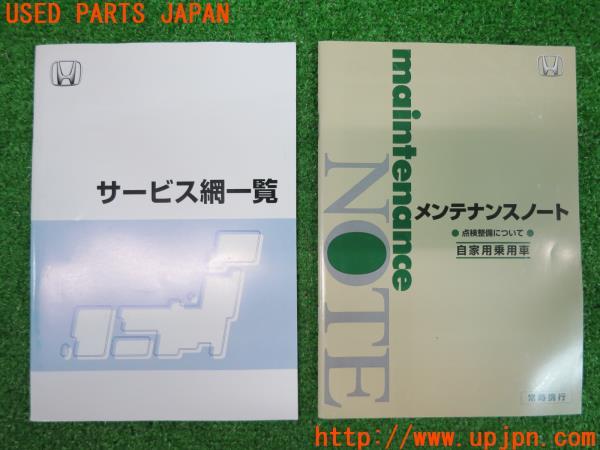 USED PARTS JAPAN
サービス網一覧
maintenance
NOTE
メンテナンスノート
● 点検整備について ●
自家用乗用車
常時携行
http://www.upjpn.com